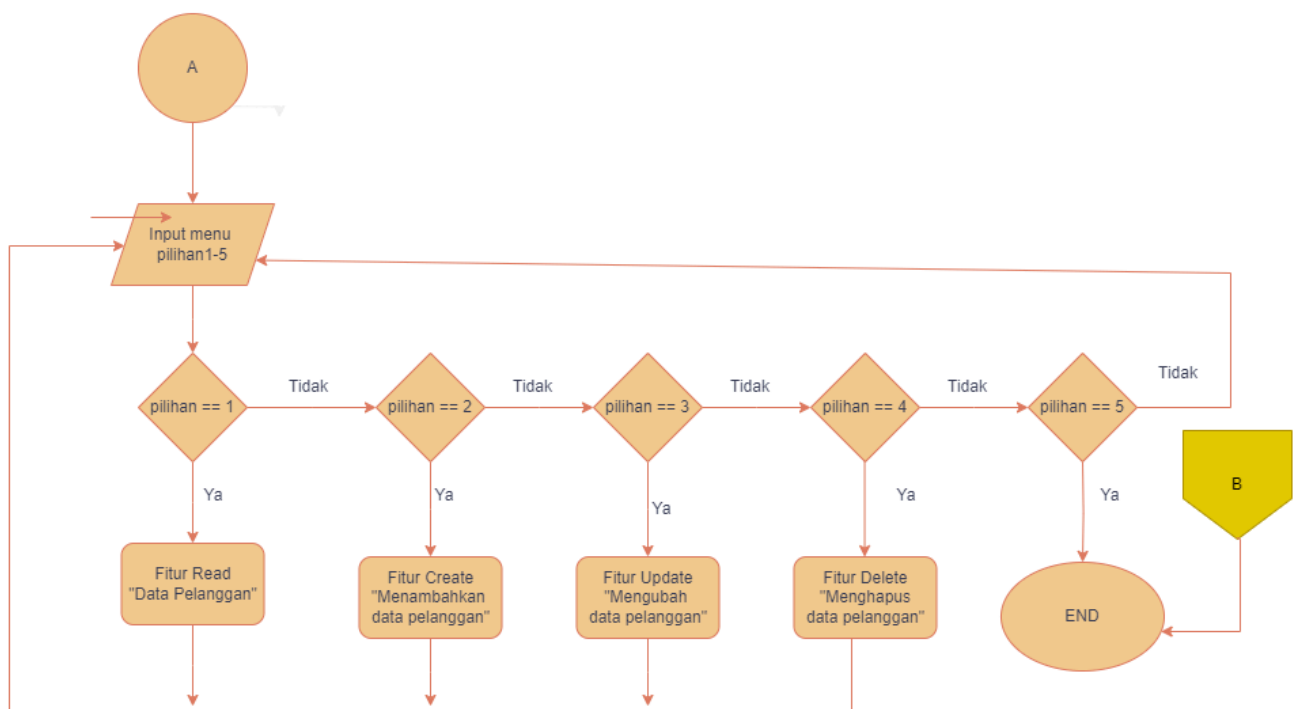 A
Input menu
pilihan1-5
pilihan == 1
Tidak
pilihan == 2
Tidak
pilihan == 3
Tidak
pilihan == 4
Tidak
pilihan == 5
Tidak
Ya
Ya
Ya
Ya
Ya
B
Fitur Read
"Data Pelanggan"
Fitur Create
"Menambahkan
data pelanggan"
Fitur Update
"Mengubah
data pelanggan"
Fitur Delete
"Menghapus
data pelanggan"
END